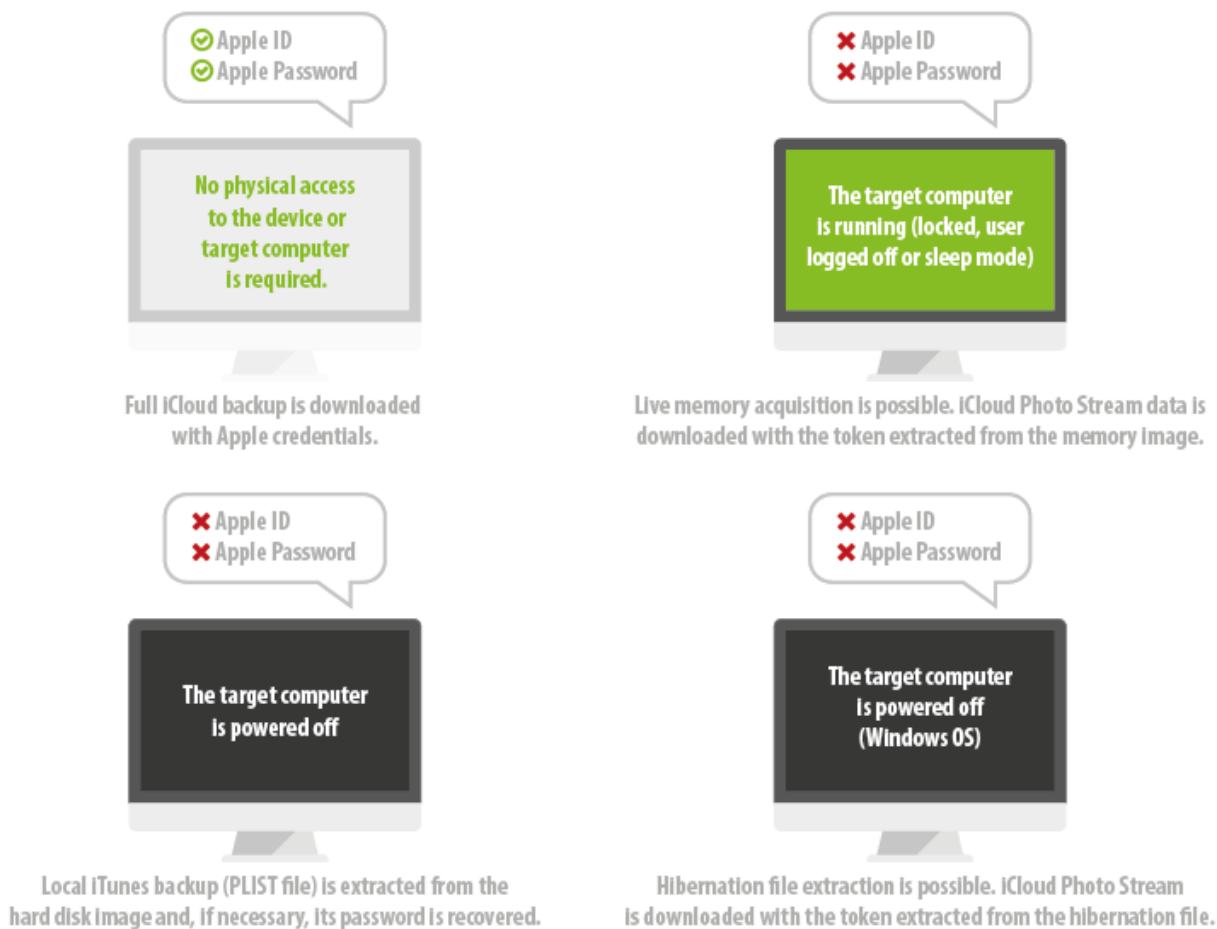 Apple ID
Apple Password
No physical access
to the device or
target computer
is required.
Full iCloud backup is downloaded
with Apple credentials.
Apple ID
Apple Password
The target computer
is running (locked, user
logged off or sleep mode)
Live memory acquisition is possible. iCloud Photo Stream data is
downloaded with the token extracted from the memory image.
Apple ID
Apple Password
The target computer
is powered off
Local iTunes backup (PLIST file) is extracted from the
hard disk image and, if necessary, its password is recovered.
Apple ID
Apple Password
The target computer
is powered off
(Windows OS)
Hibernation file extraction is possible. iCloud Photo Stream
is downloaded with the token extracted from the hibernation file.